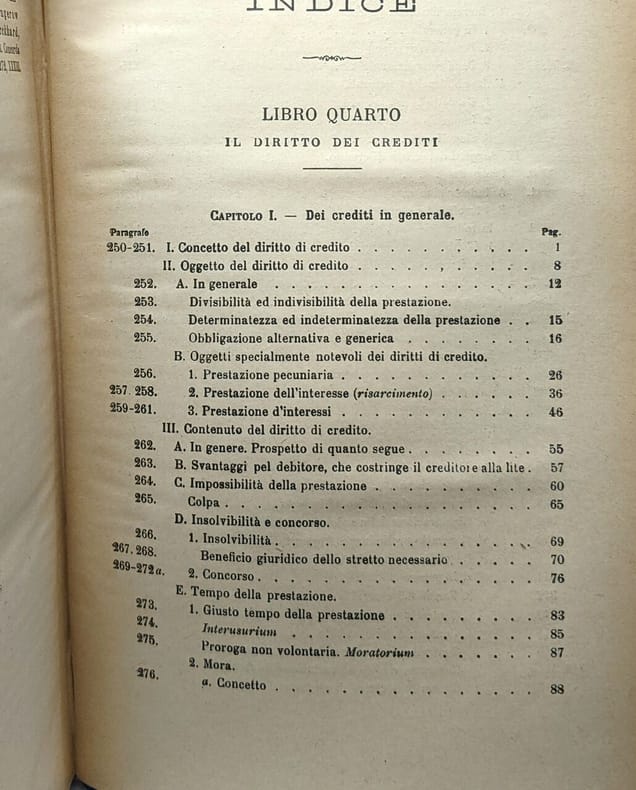 INDICE
LIBRO QUARTO
IL DIRITTO DEI CREDITI
CAPITOLO I. — Dei crediti in generale.
Paragrafo Pag.
250-251. I. Concetto del diritto di credito . . . . . . . . . . . 1
II. Oggetto del diritto di credito . . . . . . . . . . . 8
252. A. In generale . . . . . . . . . . . . . . . 12
253. Divisibilità ed indivisibilità della prestazione.
254. Determinatezza ed indeterminatezza della prestazione . . 15
255. Obbligazione alternativa e generica . . . . . . . . 16
B. Oggetti specialmente notevoli dei diritti di credito.
256. 1. Prestazione pecuniaria . . . . . . . . . . . . 26
257. 258. 2. Prestazione dell'interesse (risarcimento) . . . . . . 36
259-261. 3. Prestazione d'interessi . . . . . . . . . . . . 46
III. Contenuto del diritto di credito.
262. A. In genere. Prospetto di quanto segue . . . . . . . . 55
263. B. Svantaggi pel debitore, che costringe il creditore alla lite . 57
264. C. Impossibilità della prestazione . . . . . . . . . . 60
265. Colpa . . . . . . . . . . . . . . . . . 65
D. Insolvibilità e concorso.
266. 1. Insolvibilità . . . . . . . . . . . . . . . 69
267. 268. Beneficio giuridico dello stretto necessario . . . . . 70
269-272a. 2. Concorso . . . . . . . . . . . . . . . . 76
E. Tempo della prestazione.
273. 1. Giusto tempo della prestazione . . . . . . . . . 83
274. Interusurium . . . . . . . . . . . . . . 85
275. Proroga non volontaria. Moratorium . . . . . . . 87
2. Mora.
276. a. Concetto . . . . . . . . . . . . . . . 88